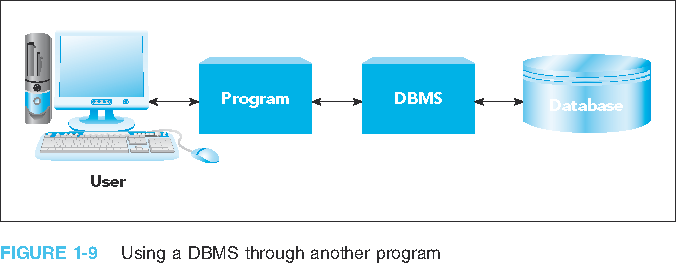 Program
DBMS
Database
User
FIGURE 1-9 Using a DBMS through another program